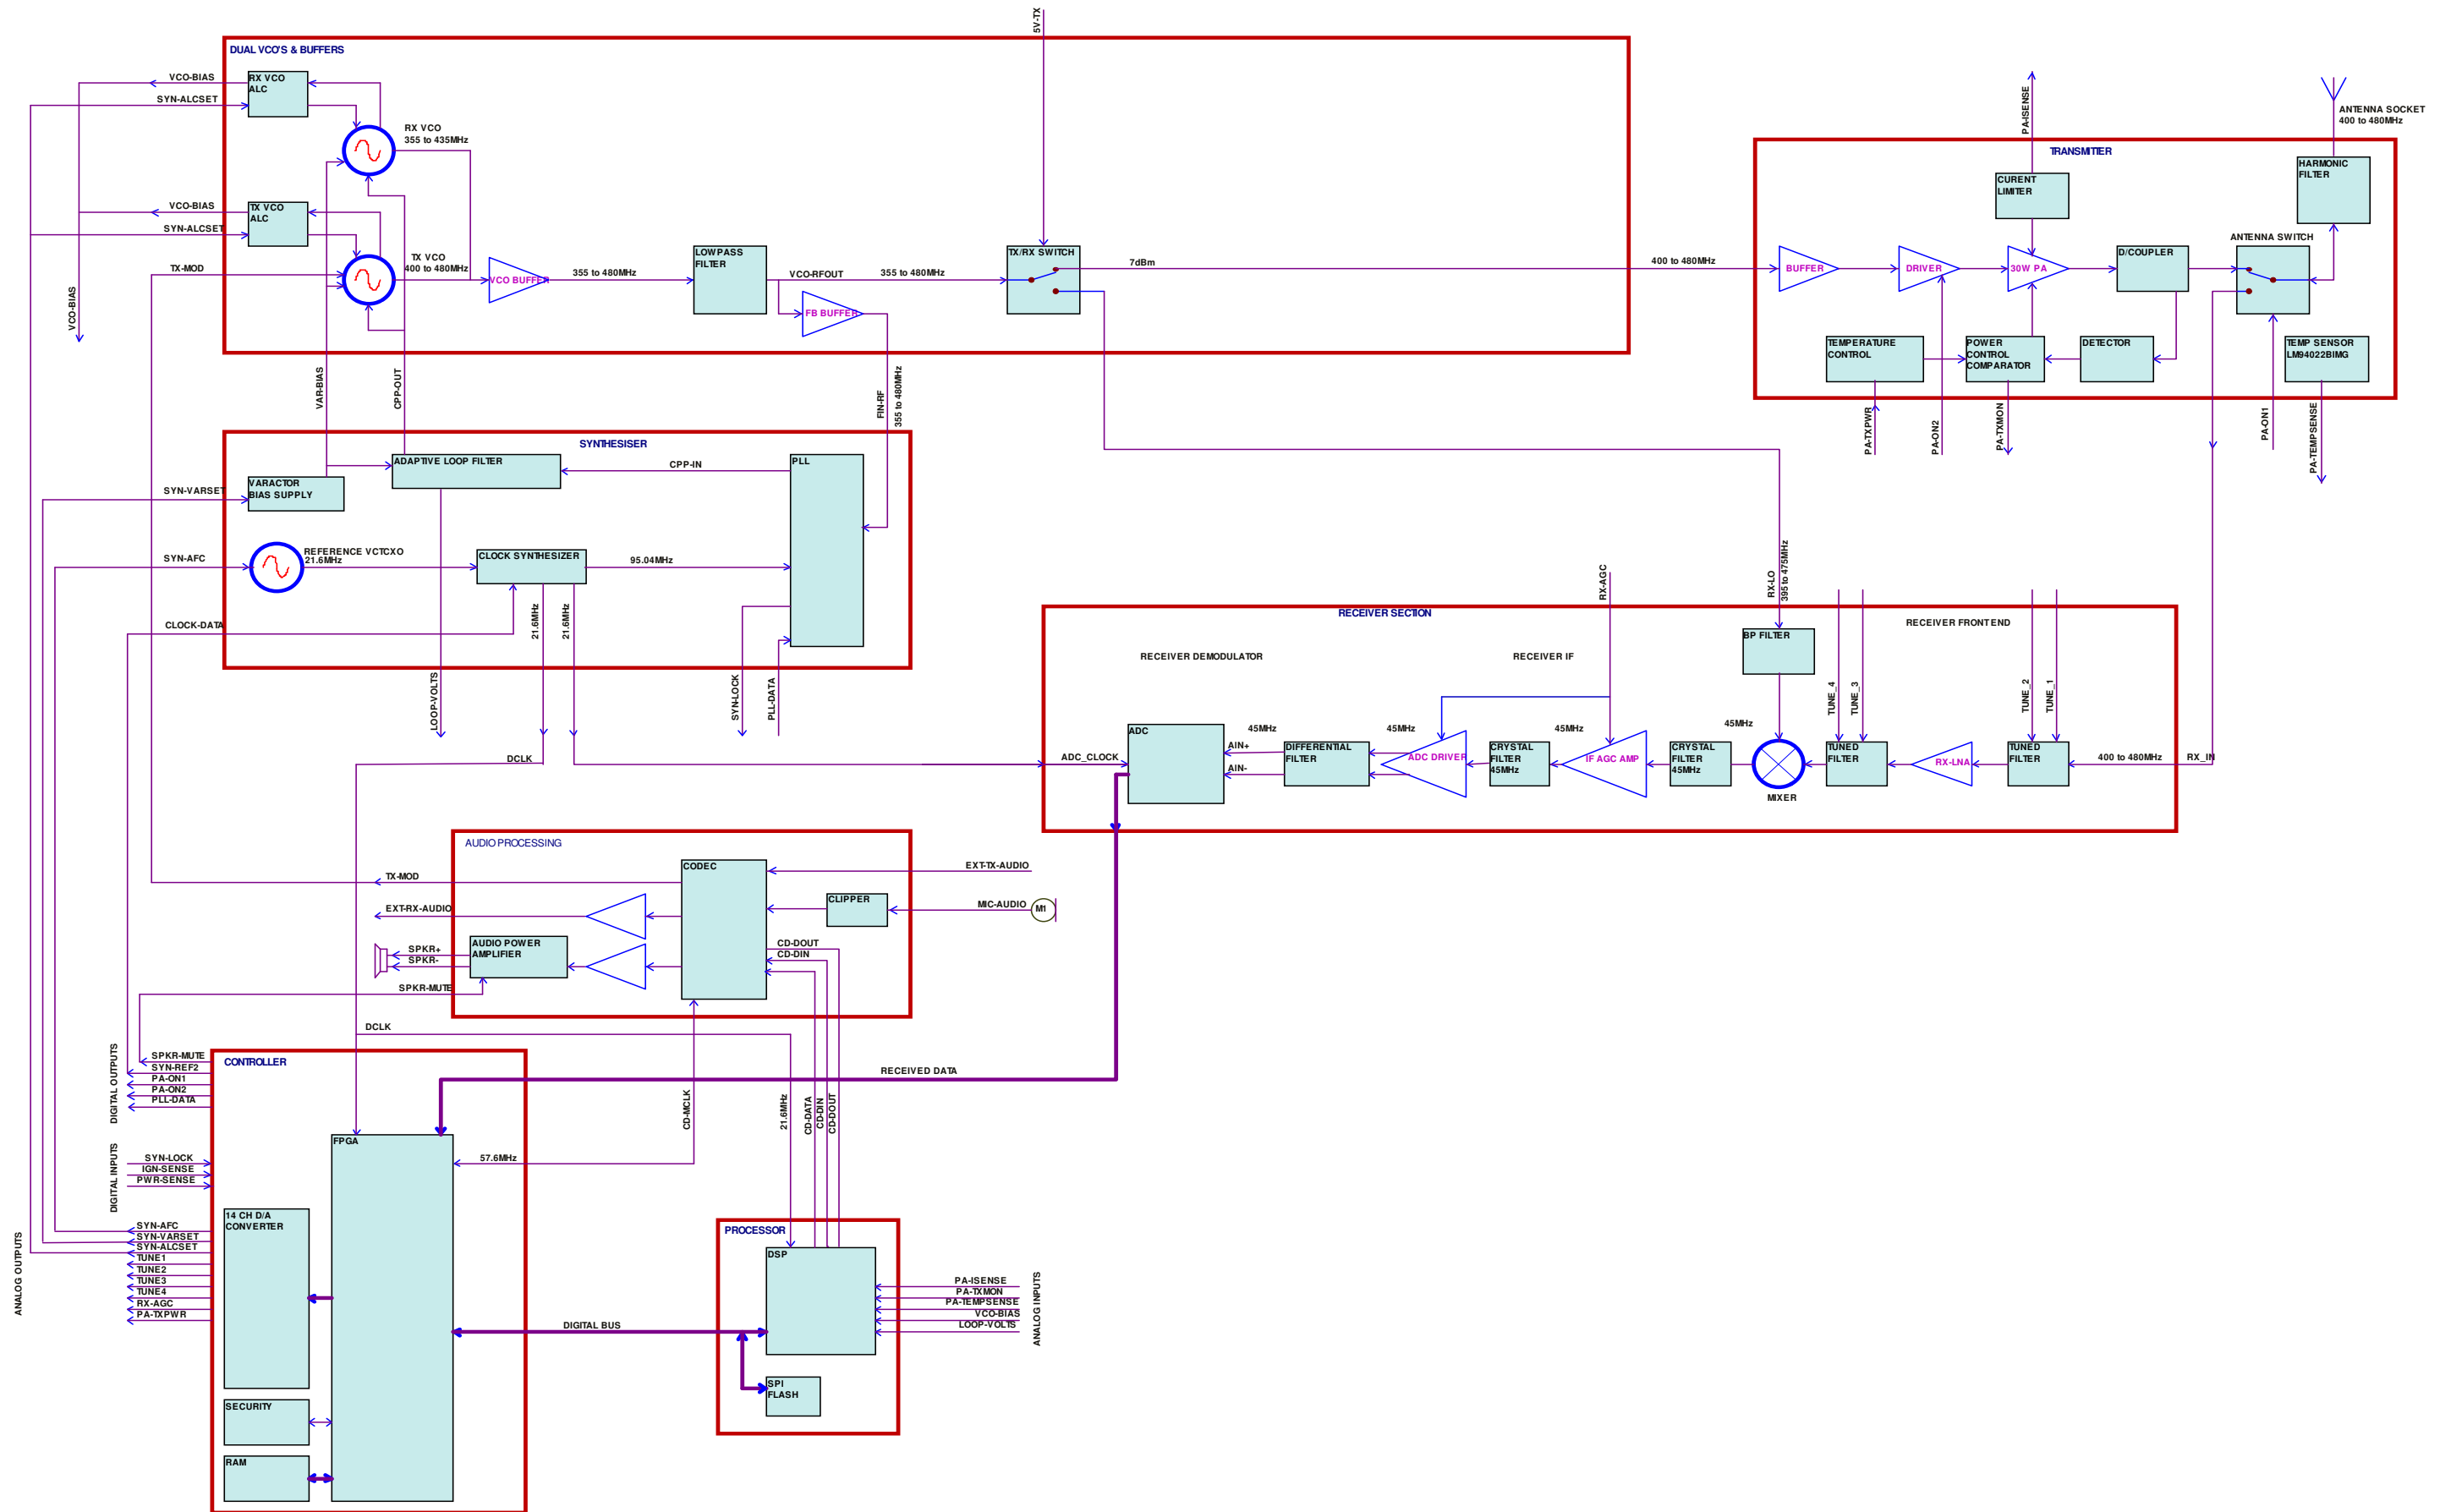 5V-TX
DUAL VCO'S & BUFFERS
VCO-BIAS
SYN-ALCSET
RX VCO
ALC
RX VCO
355 to 435MHz
VCO-BIAS
SYN-ALCSET
TX VCO
ALC
TX VCO
400 to 480MHz
TX-MOD
VCO-BIAS
VCO BUFFER
355 to 480MHz
LOWPASS
FILTER
VCO-RFOUT
355 to 480MHz
FB BUFFER
TX/RX SWITCH
7dBm
400 to 480MHz
VAR-BIAS
CPP-OUT
FIN-RF
355 to 480MHz
TRANSMITTER
PA-ISENSE
ANTENNA SOCKET
400 to 480MHz
HARMONIC
FILTER
CURENT
LIMITER
ANTENNA SWITCH
BUFFER
DRIVER
30W PA
D/COUPLER
TEMPERATURE
CONTROL
POWER
CONTROL
COMPARATOR
DETECTOR
TEMP SENSOR
LM94022BIMG
PA-TXPWR
PA-ON2
PA-TXMON
PA-ON1
PA-TEMPSENSE
SYNTHESISER
ADAPTIVE LOOP FILTER
CPP-IN
PLL
SYN-VARSET
VARACTOR
BIAS SUPPLY
SYN-AFC
REFERENCE VCTCXO
21.6MHz
CLOCK SYNTHESIZER
95.04MHz
CLOCK-DATA
21.6MHz
21.6MHz
LOOP-VOLTS
SYN-LOCK
PLL-DATA
DCLK
RX-LO
395 to 475MHz
RX-AGC
RECEIVER SECTION
RECEIVER FRONTEND
RECEIVER DEMODULATOR
RECEIVER IF
BP FILTER
TUNE_4
TUNE_3
TUNE_2
TUNE_1
ADC_CLOCK
ADC
AIN+
AIN-
45MHz
DIFFERENTIAL
FILTER
45MHz
ADC DRIVER
CRYSTAL
FILTER
45MHz
45MHz
IF AGC AMP
CRYSTAL
FILTER
45MHz
45MHz
MIXER
TUNED
FILTER
RX-LNA
TUNED
FILTER
400 to 480MHz
RX_IN
AUDIO PROCESSING
TX-MOD
CODEC
EXT-TX-AUDIO
EXT-RX-AUDIO
CLIPPER
MIC-AUDIO
M1
AUDIO POWER
AMPLIFIER
SPKR+
SPKR-
SPKR-MUTE
CD-DOUT
CD-DIN
DCLK
RECEIVED DATA
CD-MCLK
21.6MHz
CD-DATA
CD-DIN
CD-DOUT
CONTROLLER
DIGITAL OUTPUTS
SPKR-MUTE
SYN-REF2
PA-ON1
PA-ON2
PLL-DATA
FPGA
57.6MHz
DIGITAL INPUTS
SYN-LOCK
IGN-SENSE
PWR-SENSE
14 CH D/A
CONVERTER
ANALOG OUTPUTS
SYN-AFC
SYN-VARSET
SYN-ALCSET
TUNE1
TUNE2
TUNE3
TUNE4
RX-AGC
PA-TXPWR
DIGITAL BUS
PROCESSOR
DSP
PA-ISENSE
PA-TXMON
PA-TEMPSENSE
VCO-BIAS
LOOP-VOLTS
ANALOG INPUTS
SPI
FLASH
SECURITY
RAM